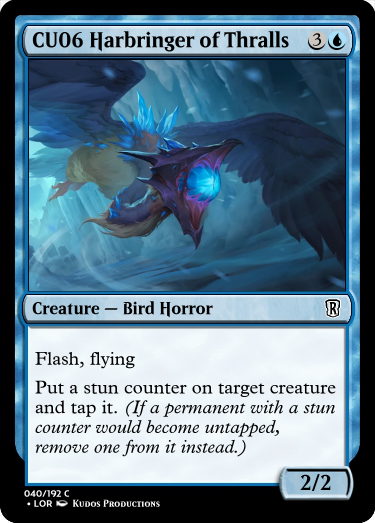 CU06 Harbringer of Thralls 3
Creature — Bird Horror R
Flash, flying
Put a stun counter on target creature
and tap it. (If a permanent with a stun
counter would become untapped,
remove one from it instead.)
2/2
040/192 C
• LOR Kudos Productions